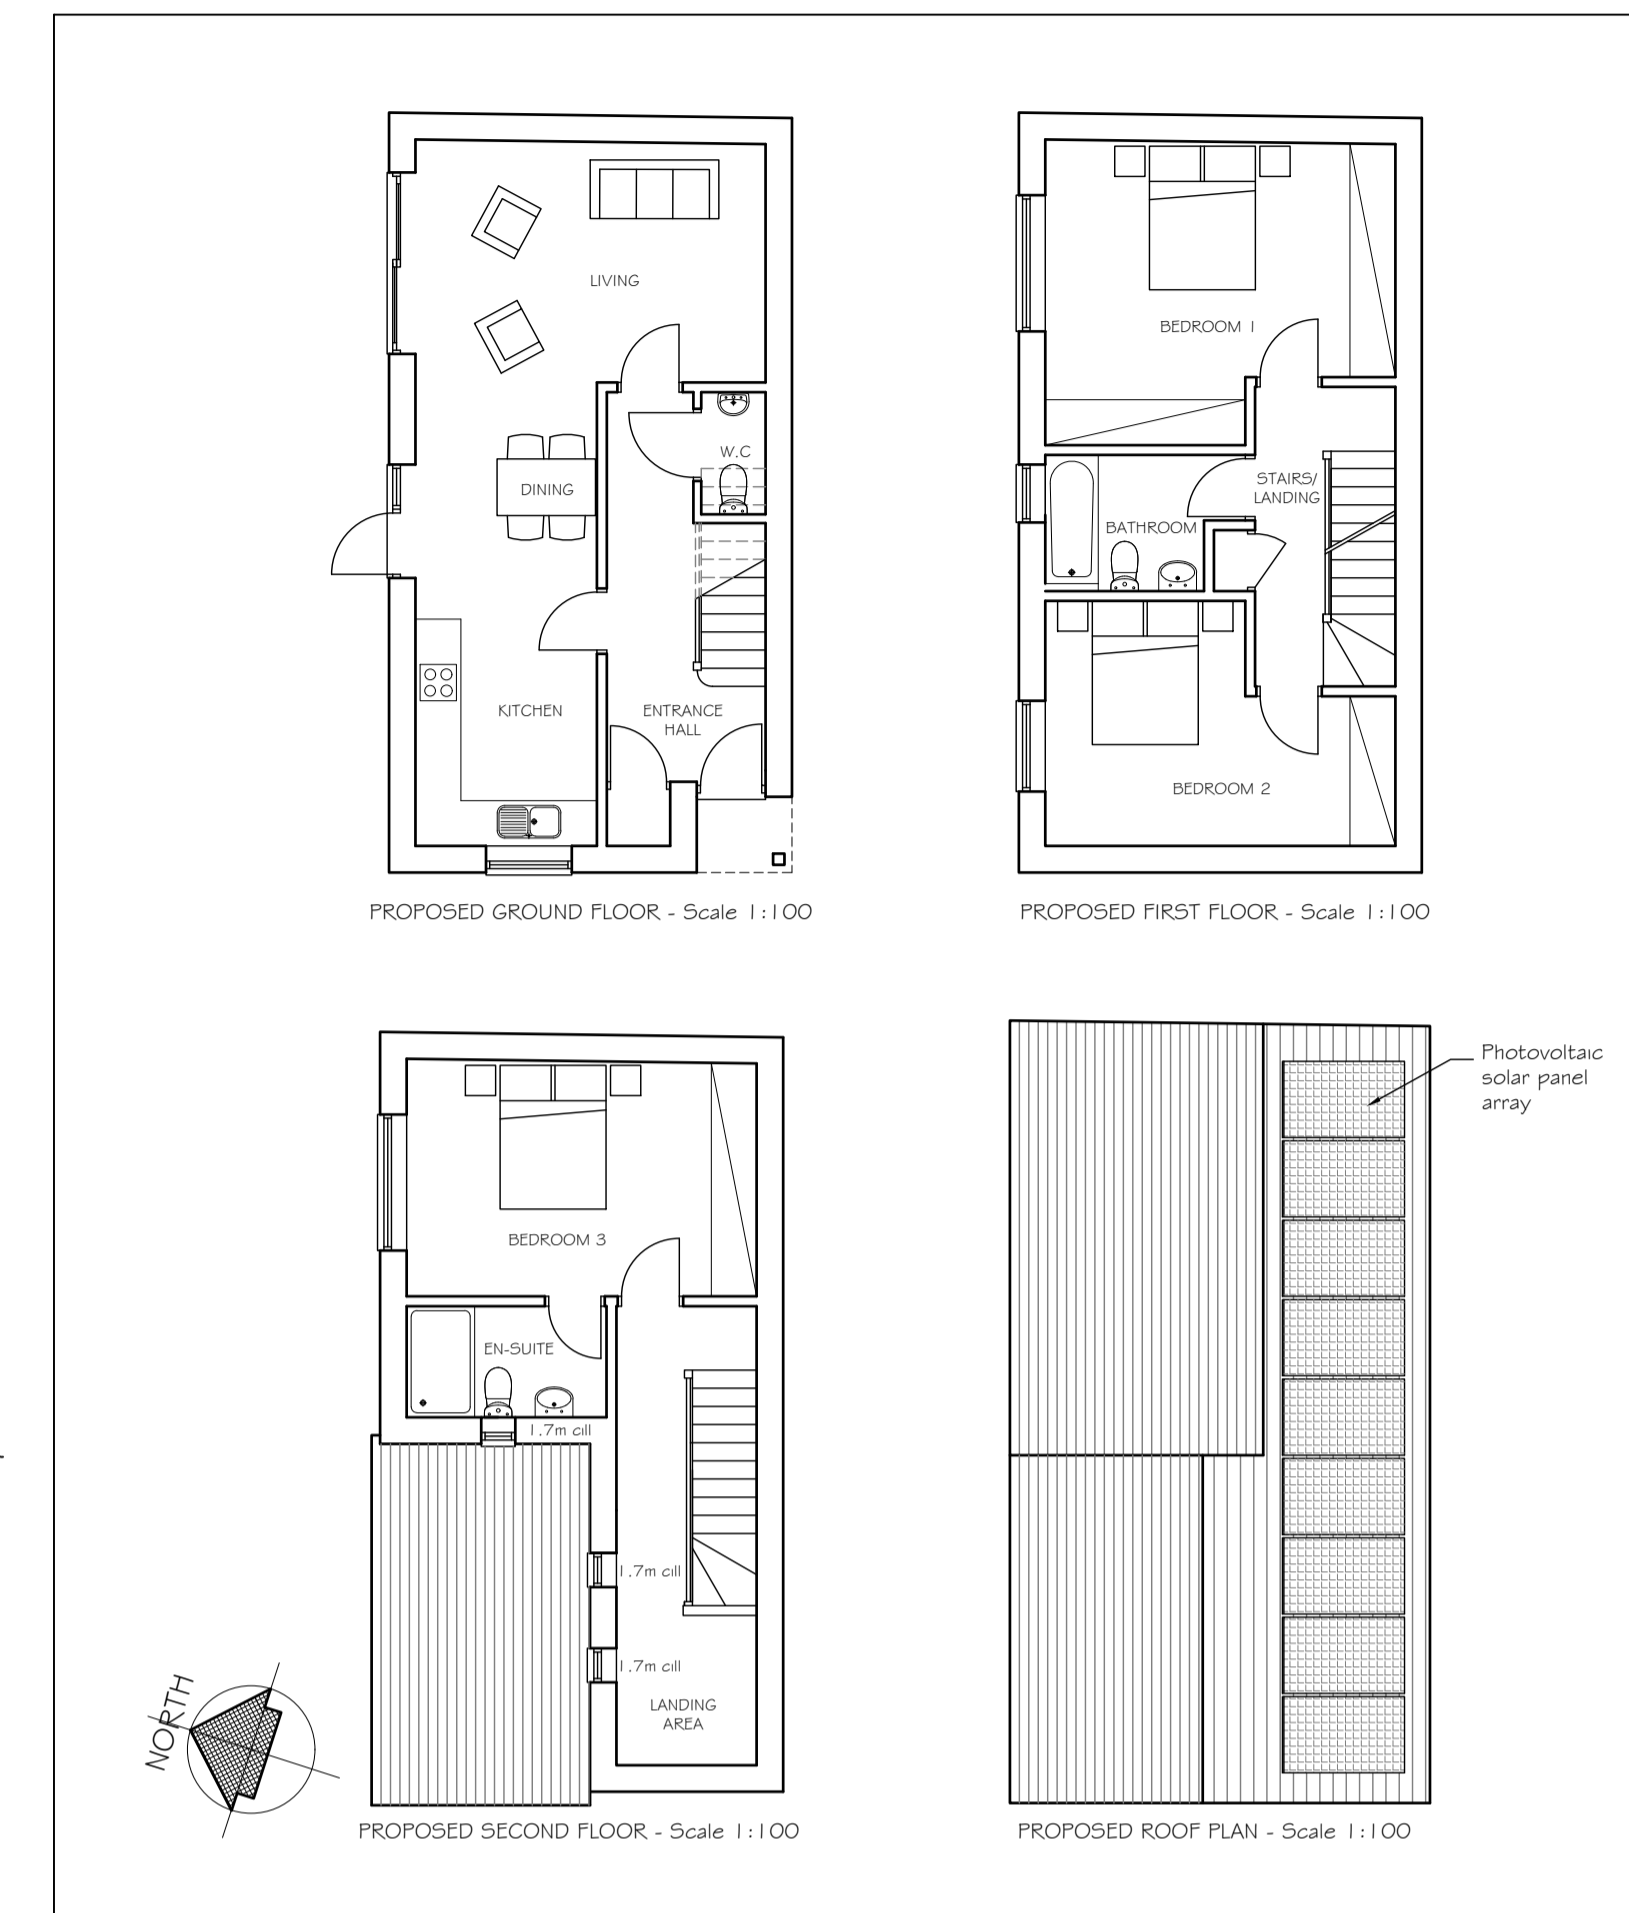 LIVING
W.C
DINING
KITCHEN
ENTRANCE
HALL
PROPOSED GROUND FLOOR - Scale 1:100
BEDROOM 1
STAIRS/
LANDING
BATHROOM
BEDROOM 2
PROPOSED FIRST FLOOR - Scale 1:100
BEDROOM 3
EN-SUITE
1.7m cill
1.7m cill
1.7m cill
LANDING
AREA
NORTH
PROPOSED SECOND FLOOR - Scale 1:100
Photovoltaic
solar panel
array
PROPOSED ROOF PLAN - Scale 1:100